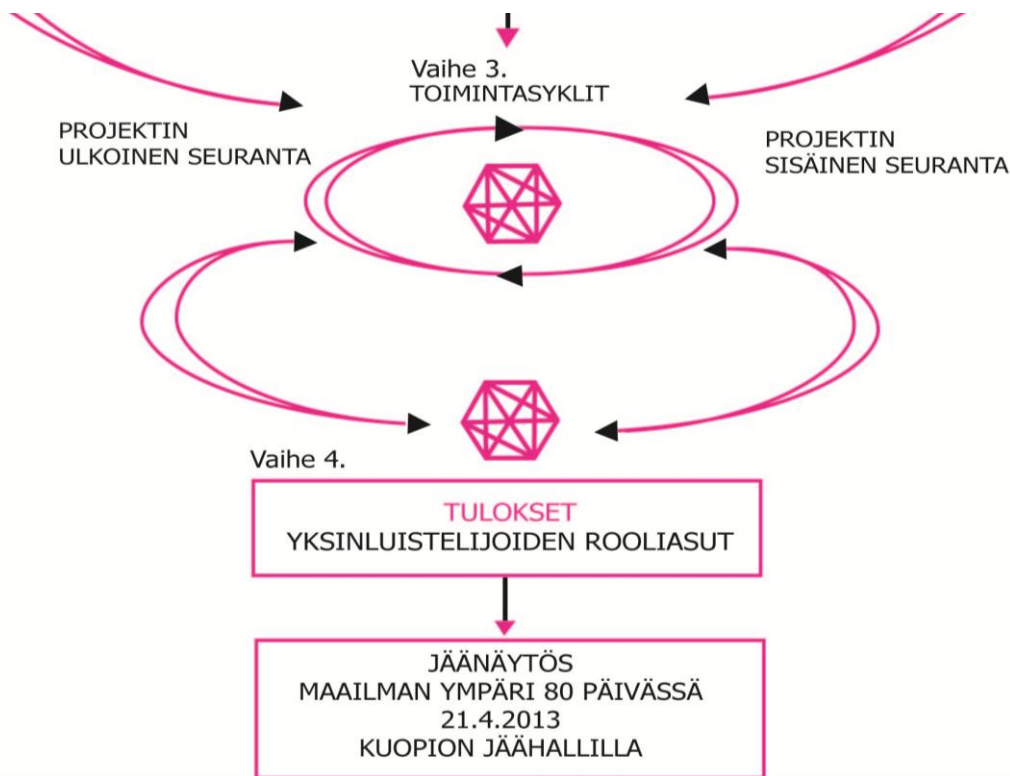 Vaihe 3.
TOIMINTASYKLIT
PROJEKTIN
ULKOINEN SEURANTA
PROJEKTIN
SISÄINEN SEURANTA
Vaihe 4.
TULOKSET
YKSINLUISTELIJOIDEN ROOLIASUT
JÄÄNÄYTÖS
MAAILMAN YMPÄRI 80 PÄIVÄSSÄ
21.4.2013
KUOPION JÄÄHALLILLA